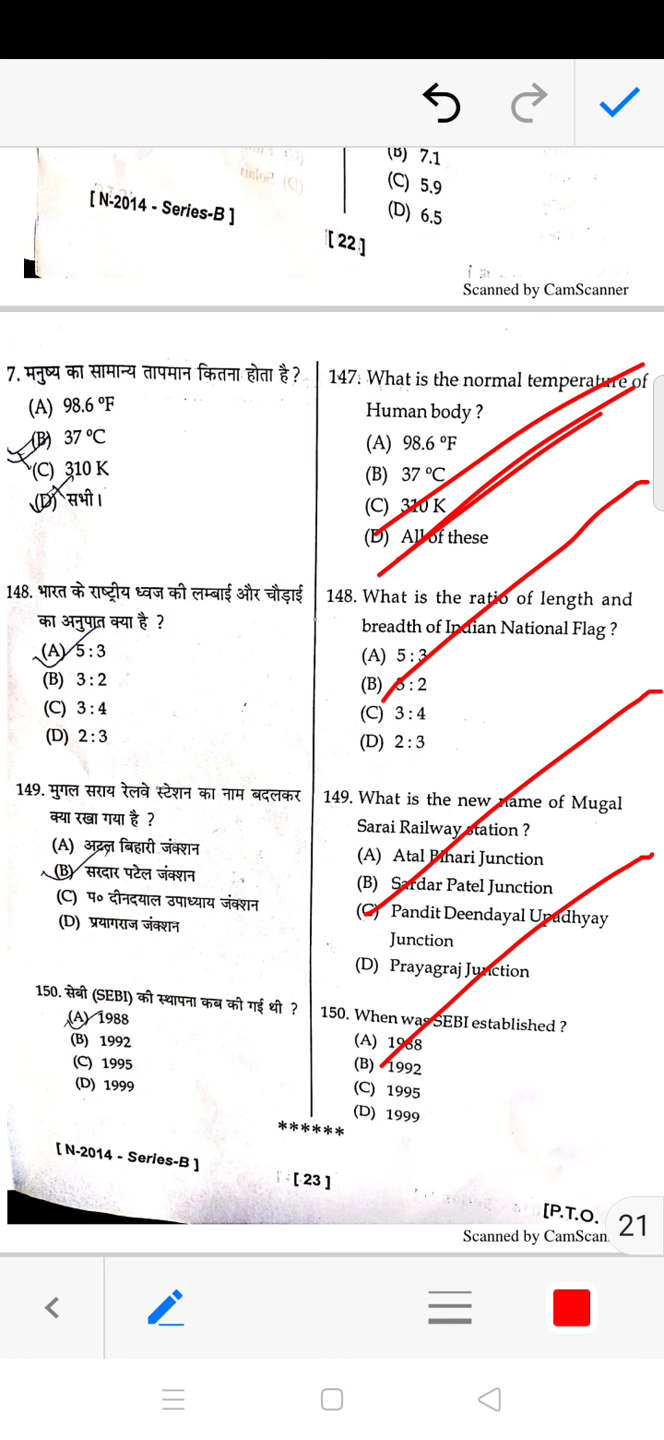 (B) 7.1
(C) 5.9
(D) 6.5
[ N-2014 - Series-B ]
[ 22 ]
Scanned by CamScanner
7. मनुष्य का सामान्य तापमान कितना होता है?
(A) 98.6 ºF
(B) 37 ºC
(C) 310 K
(D) सभी।
147. What is the normal temperature of
Human body ?
(A) 98.6 ºF
(B) 37 ºC
(C) 310 K
(D) All of these
148. भारत के राष्ट्रीय ध्वज की लम्बाई और चौड़ाई
का अनुपात क्या है ?
(A) 5:3
(B) 3:2
(C) 3:4
(D) 2:3
148. What is the ratio of length and
breadth of Indian National Flag ?
(A) 5:3
(B) 3:2
(C) 3:4
(D) 2:3
149. मुगल सराय रेलवे स्टेशन का नाम बदलकर
क्या रखा गया है ?
(A) अटल बिहारी जंक्शन
(B) सरदार पटेल जंक्शन
(C) प० दीनदयाल उपाध्याय जंक्शन
(D) प्रयागराज जंक्शन
149. What is the new name of Mugal
Sarai Railway station ?
(A) Atal Bihari Junction
(B) Sardar Patel Junction
(C) Pandit Deendayal Upadhyay
Junction
(D) Prayagraj Junction
150. सेबी (SEBI) की स्थापना कब की गई थी ?
(A) 1988
(B) 1992
(C) 1995
(D) 1999
150. When was SEBI established ?
(A) 1988
(B) 1992
(C) 1995
(D) 1999
******
[ N-2014 - Series-B ]
[ 23 ]
[P.T.O.
Scanned by CamScan
21